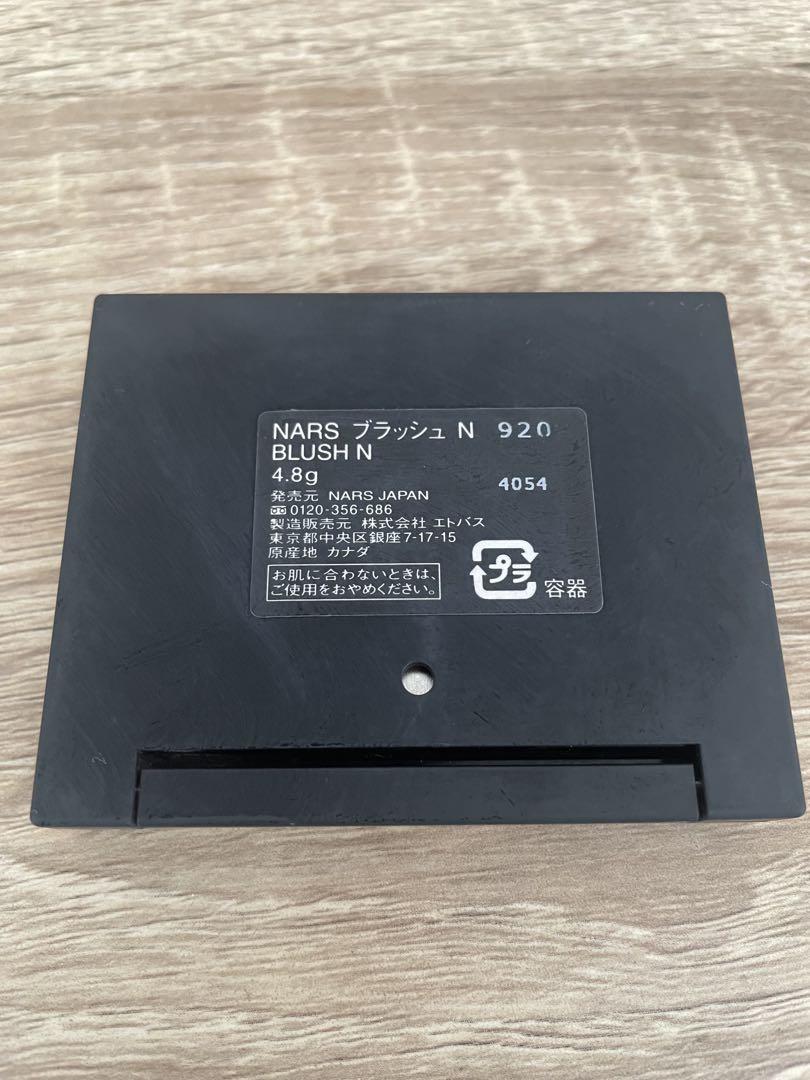 NARS ブラッシュ N 920
BLUSH N
4.8g
4054
発売元 NARS JAPAN
☎0120-356-686
製造販売元 株式会社 エトバス
東京都中央区銀座7-17-15
原産地 カナダ
お肌に合わないときは、
ご使用をおやめください。
プラ
容器